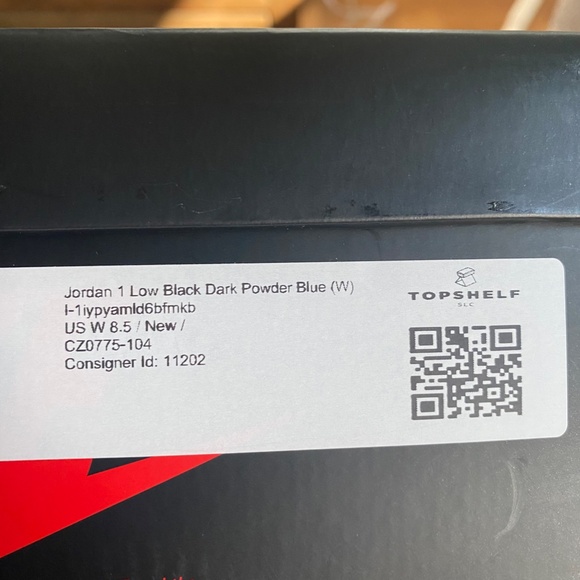 Jordan 1 Low Black Dark Powder Blue (W)
I-1iypyamld6bfmkb
US W 8.5 / New /
CZ0775-104
Consigner Id: 11202
TOPSHELF
SLC